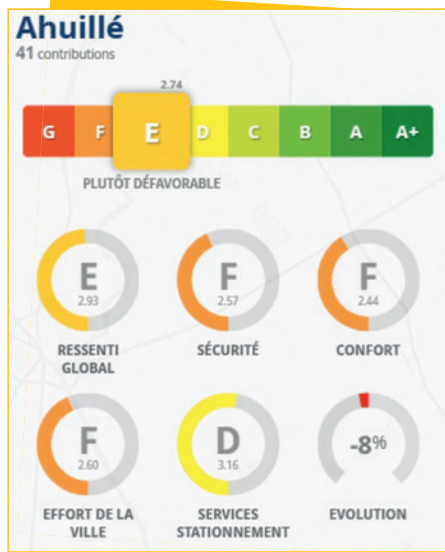 Ahuillé
41 contributions
2.74
G F E D C B A A+
PLUTÔT DÉFAVORABLE
E
2.93
RESSENTI
GLOBAL
F
2.57
SÉCURITÉ
F
2.44
CONFORT
F
2.60
EFFORT DE LA
VILLE
D
3.16
SERVICES
STATIONNEMENT
-8%
EVOLUTION